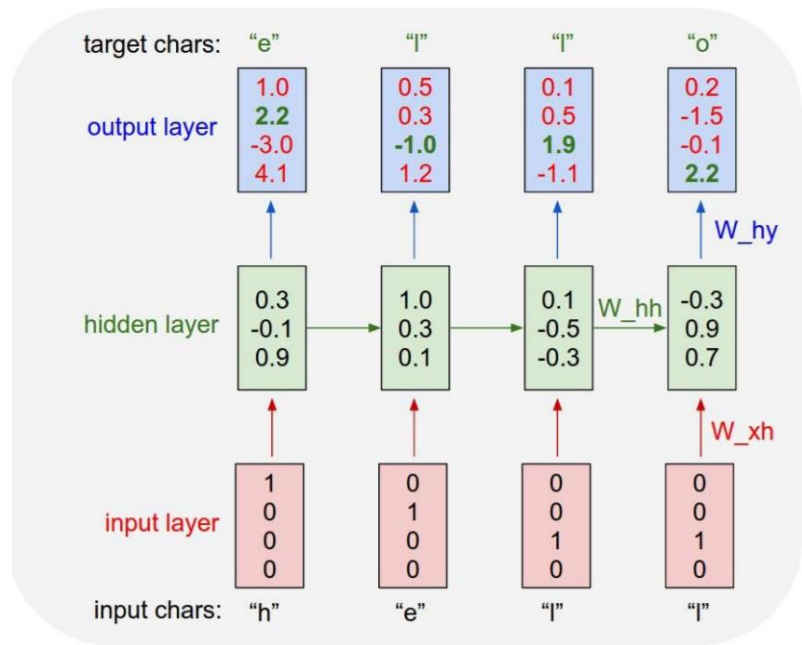 target chars: “e” “l” “l” “o”
1.0 0.5 0.1 0.2
2.2 0.3 0.5 -1.5
output layer
-3.0 -1.0 1.9 -0.1
4.1 1.2 -1.1 2.2
W_hy
0.3 1.0 0.1 -0.3
W_hh
hidden layer
-0.1 0.3 -0.5 0.9
0.9 0.1 -0.3 0.7
W_xh
1 0 0 0
0 1 0 0
input layer
0 0 1 1
0 0 0 0
input chars: “h” “e” “l” “l”